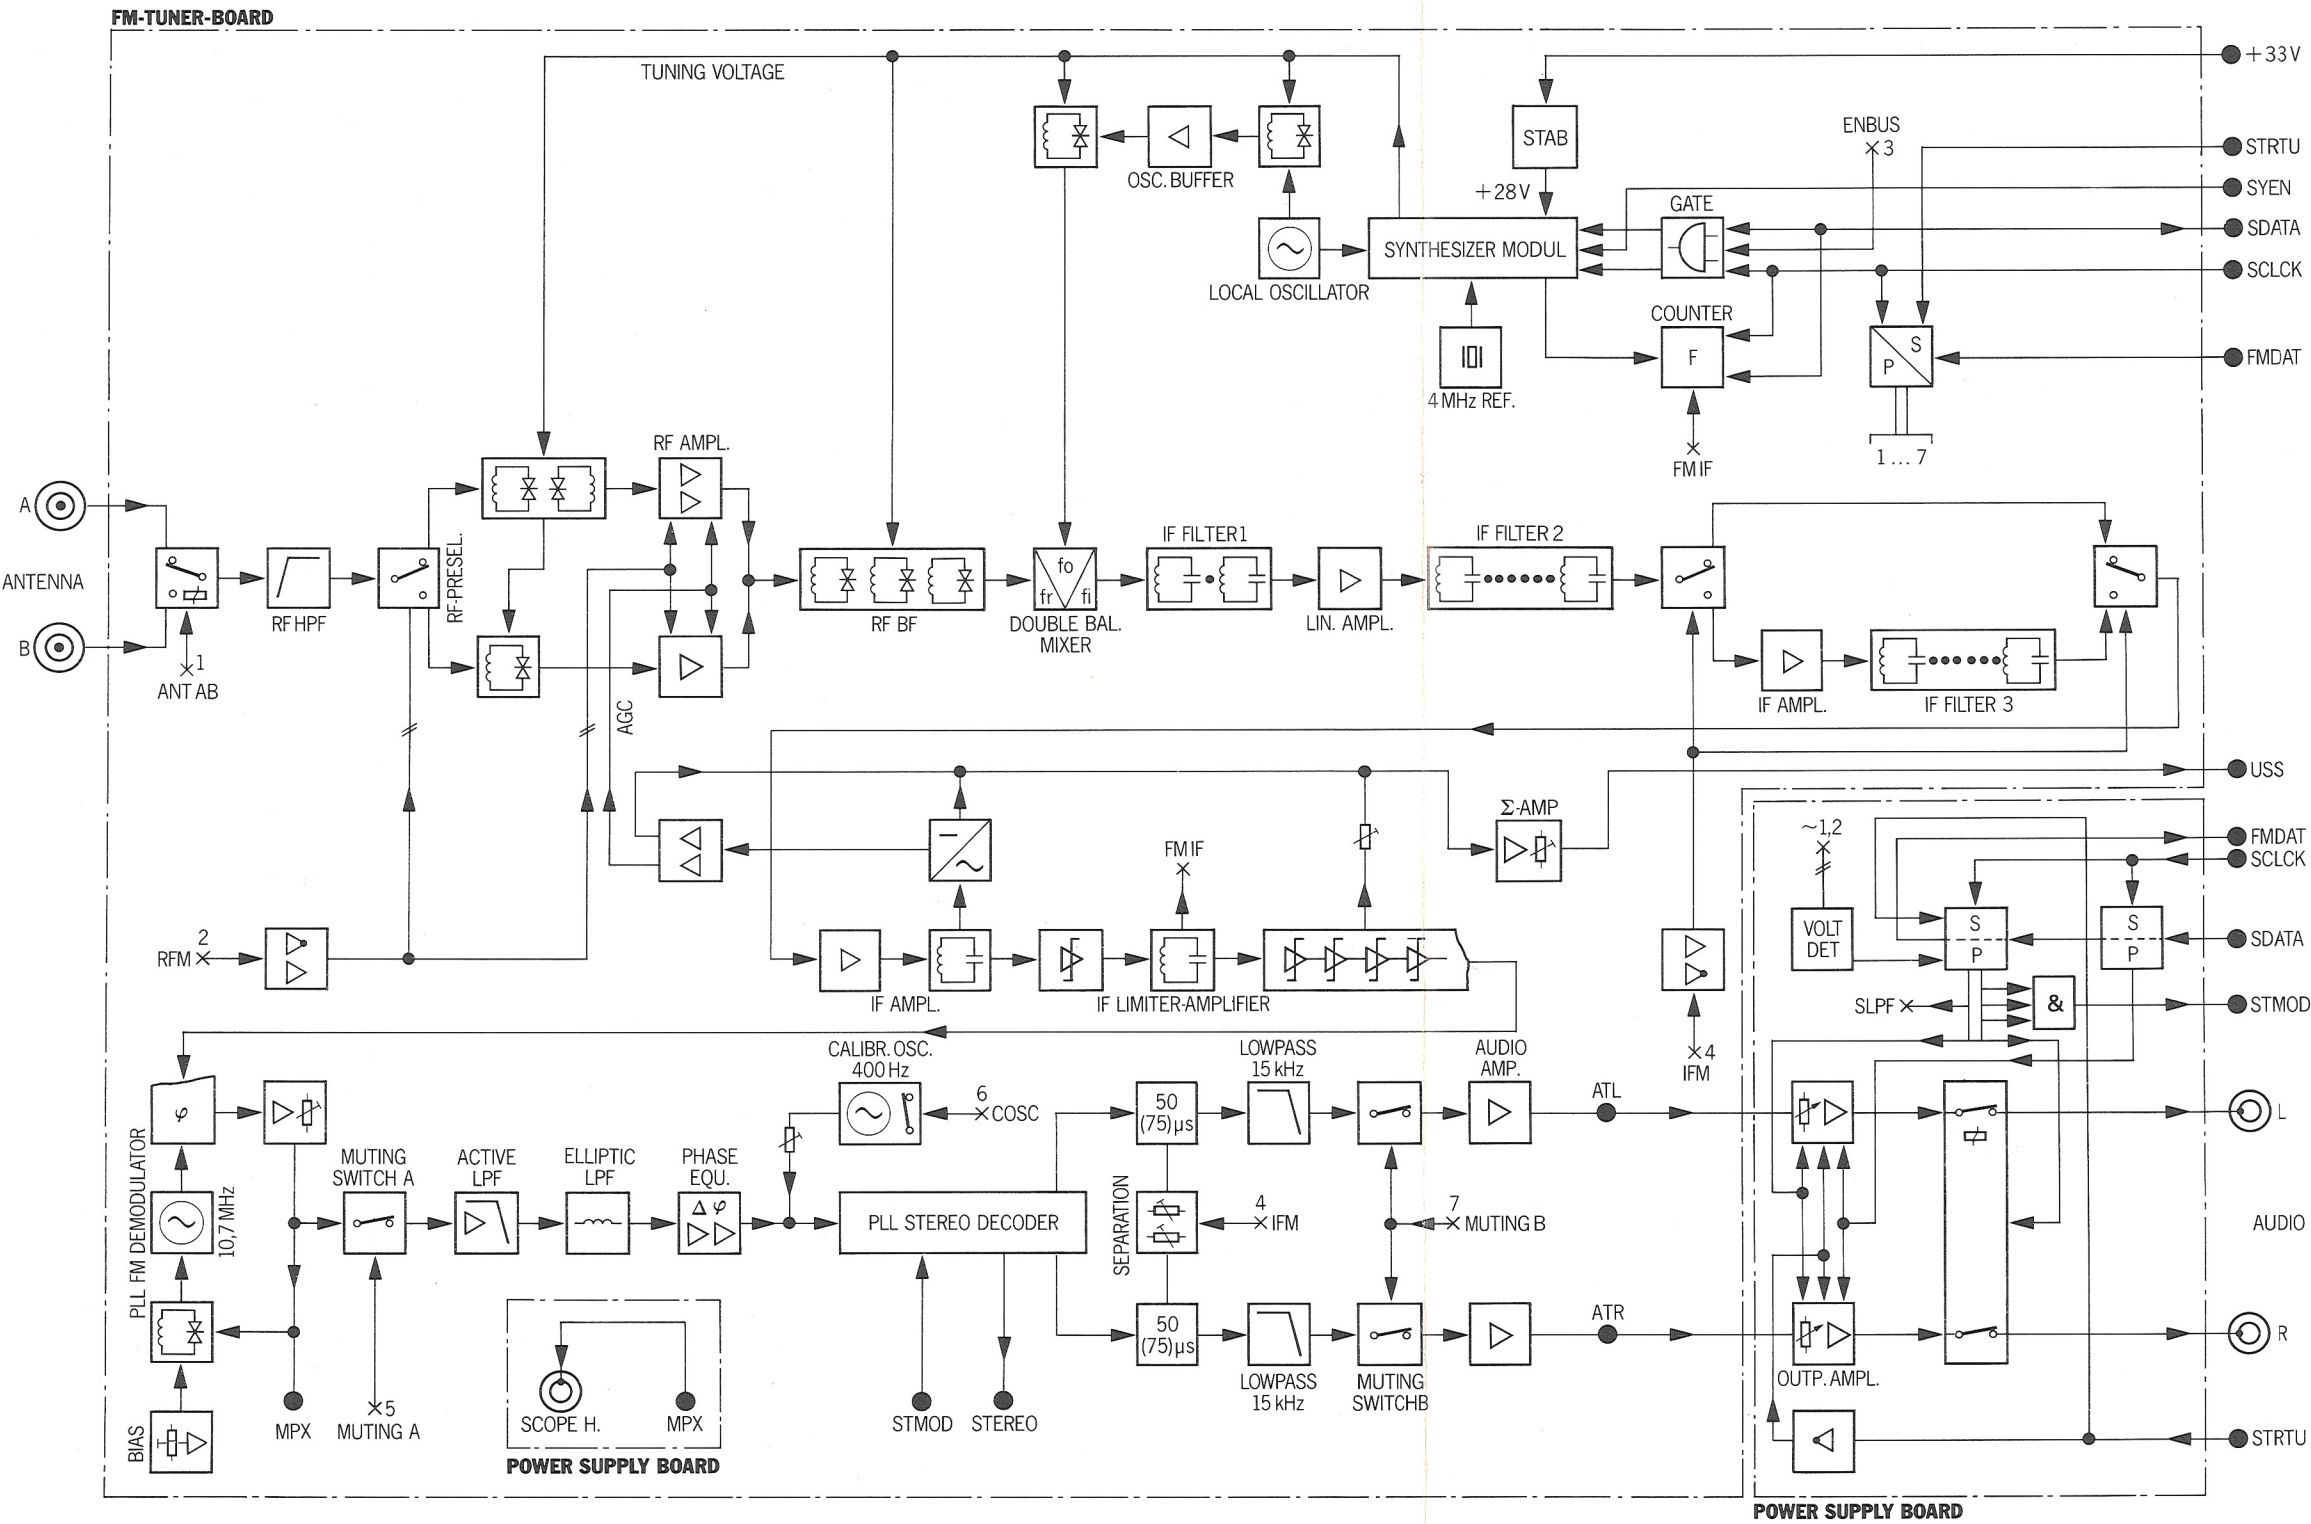 FM-TUNER-BOARD
TUNING VOLTAGE
+33V
STAB
ENBUS
3
STRTU
OSC. BUFFER
+28V
SYEN
GATE
SDATA
SYNTHESIZER MODUL
LOCAL OSCILLATOR
SCLCK
COUNTER
F
S
P
FMDAT
4 MHz REF.
FM IF
1 ... 7
RF AMPL.
A
ANTENNA
B
RF HPF
RF-PRESEL.
1
ANT AB
RF BF
fo
fr
fi
DOUBLE BAL.
MIXER
IF FILTER1
LIN. AMPL.
IF FILTER 2
IF AMPL.
IF FILTER 3
AGC
USS
Σ-AMP
FM IF
~1,2
FMDAT
SCLCK
2
RFM
IF AMPL.
IF LIMITER-AMPLIFIER
VOLT
DET
S
P
S
P
SDATA
SLPF
&
STMOD
4
IFM
CALIBR. OSC.
400 Hz
LOWPASS
15 kHz
AUDIO
AMP.
φ
6
COSC
50
(75)µs
ATL
L
PLL FM DEMODULATOR
10,7 MHz
MUTING
SWITCH A
ACTIVE
LPF
ELLIPTIC
LPF
PHASE
EQU.
Δ φ
PLL STEREO DECODER
SEPARATION
4
IFM
7
MUTING B
AUDIO
50
(75)µs
ATR
R
LOWPASS
15 kHz
MUTING
SWITCHB
OUTP. AMPL.
BIAS
MPX
5
MUTING A
SCOPE H.
MPX
STMOD
STEREO
STRTU
POWER SUPPLY BOARD
POWER SUPPLY BOARD